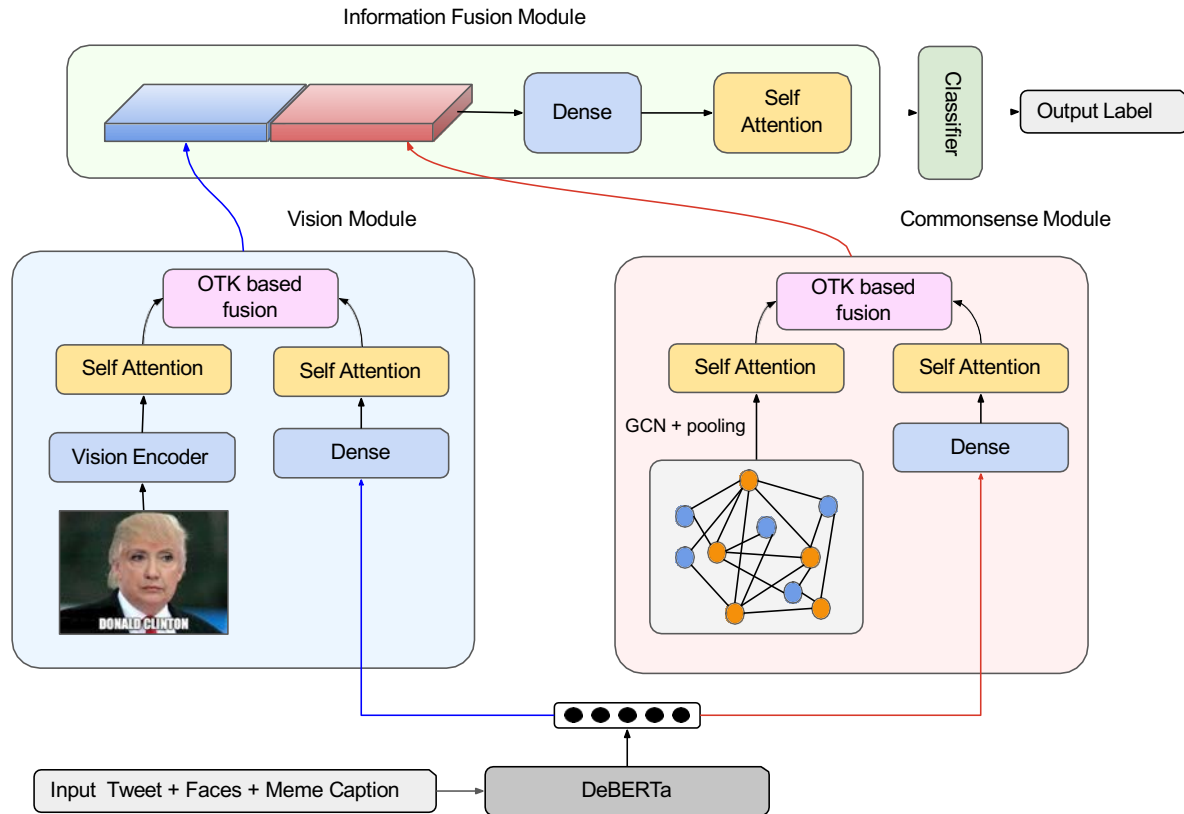 Information Fusion Module
Dense
Self
Attention
Classifier
Output Label
Vision Module
Commonsense Module
OTK based
fusion
Self Attention
Self Attention
Vision Encoder
Dense
DONALD CLINTON
OTK based
fusion
Self Attention
Self Attention
GCN + pooling
Dense
Input Tweet + Faces + Meme Caption
DeBERTa